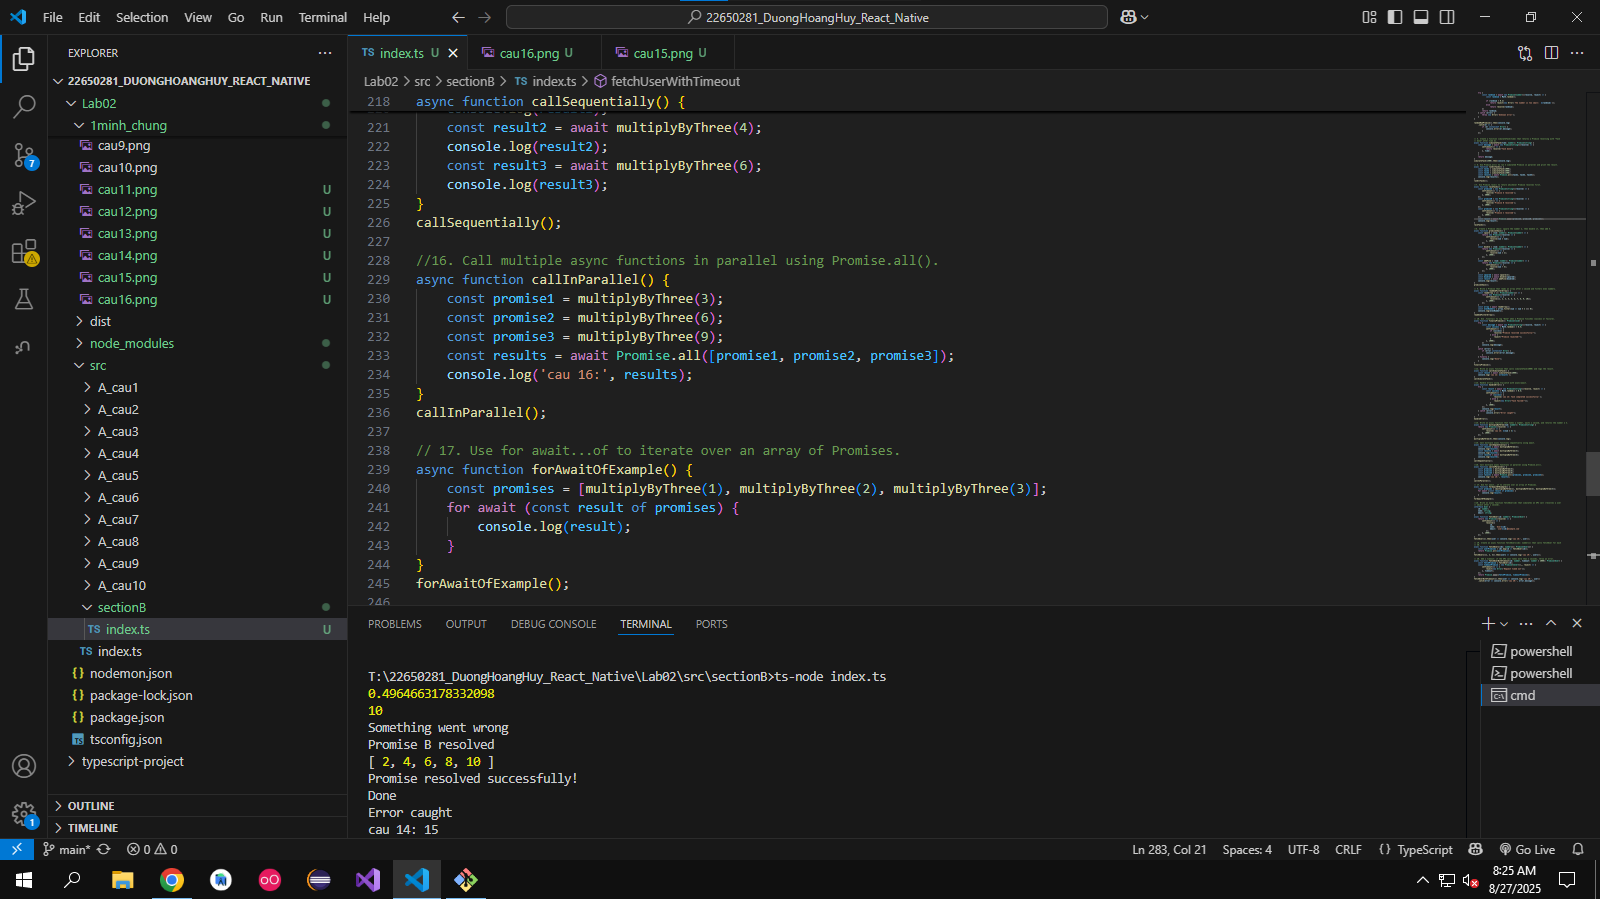 File Edit Selection View Go Run Terminal Help
22650281_DuongHoangHuy_React_Native
EXPLORER
22650281_DUONGHOANGHUY_REACT_NATIVE
Lab02
1minh_chung
cau9.png
cau10.png
cau11.png U
cau12.png U
cau13.png U
cau14.png U
cau15.png U
cau16.png U
dist
node_modules
src
A_cau1
A_cau2
A_cau3
A_cau4
A_cau5
A_cau6
A_cau7
A_cau8
A_cau9
A_cau10
sectionB
TS index.ts U
TS index.ts
{} nodemon.json
{} package-lock.json
{} package.json
TS tsconfig.json
typescript-project
OUTLINE
TIMELINE
7
1
TS index.ts U
cau16.png U
cau15.png U
Lab02 > src > sectionB > TS index.ts > fetchUserWithTimeout
218 async function callSequentially() {
221 const result2 = await multiplyByThree(4);
222 console.log(result2);
223 const result3 = await multiplyByThree(6);
224 console.log(result3);
225 }
226 callSequentially();
227
228 //16. Call multiple async functions in parallel using Promise.all().
229 async function callInParallel() {
230 const promise1 = multiplyByThree(3);
231 const promise2 = multiplyByThree(6);
232 const promise3 = multiplyByThree(9);
233 const results = await Promise.all([promise1, promise2, promise3]);
234 console.log('cau 16:', results);
235 }
236 callInParallel();
237
238 // 17. Use for await...of to iterate over an array of Promises.
239 async function forAwaitOfExample() {
240 const promises = [multiplyByThree(1), multiplyByThree(2), multiplyByThree(3)];
241 for await (const result of promises) {
242 console.log(result);
243 }
244 }
245 forAwaitOfExample();
246
PROBLEMS OUTPUT DEBUG CONSOLE TERMINAL PORTS
T:\22650281_DuongHoangHuy_React_Native\Lab02\src\sectionB>ts-node index.ts
0.4964663178332098
10
Something went wrong
Promise B resolved
[ 2, 4, 6, 8, 10 ]
Promise resolved successfully!
Done
Error caught
cau 14: 15
powershell
powershell
cmd
main* 0 0 Ln 283, Col 21 Spaces: 4 UTF-8 CRLF {} TypeScript Go Live
8:25 AM
8/27/2025